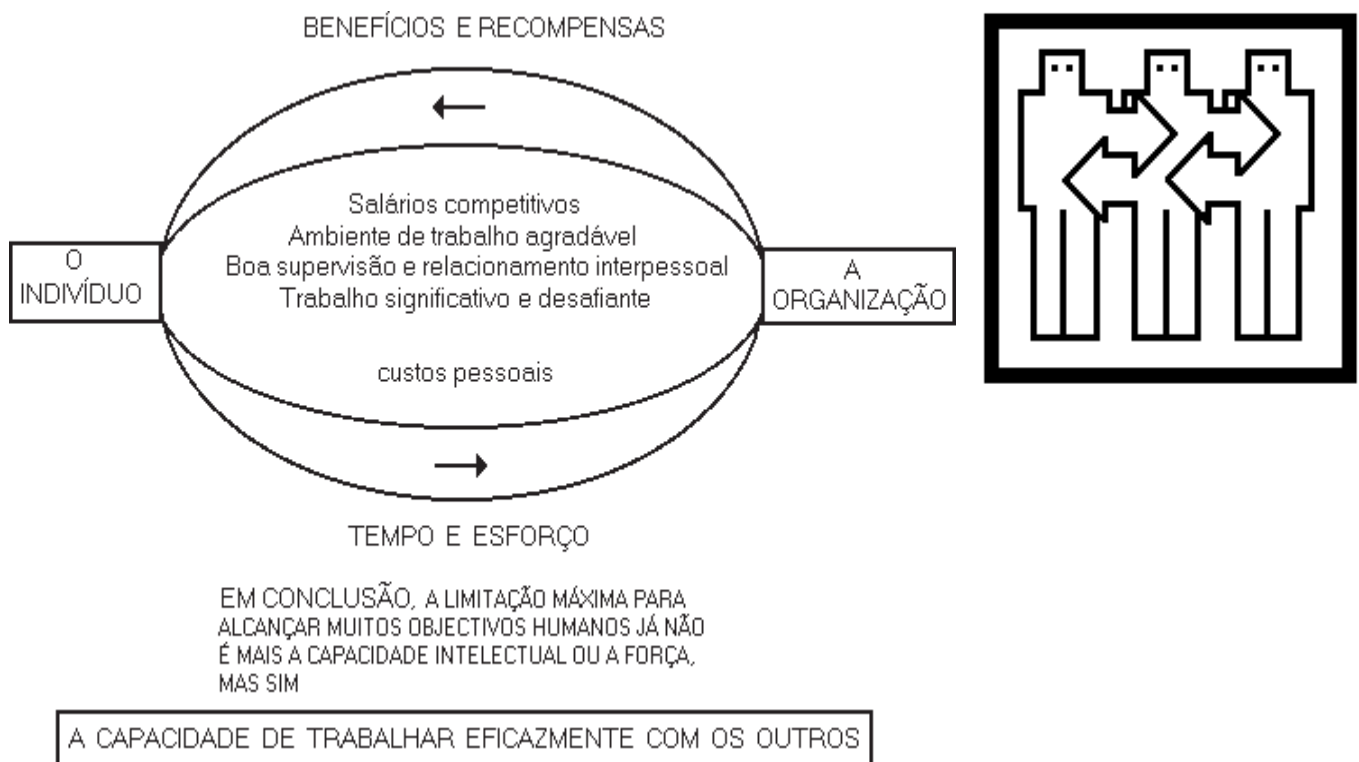 BENEFÍCIOS E RECOMPENSAS
Salários competitivos
Ambiente de trabalho agradável
Boa supervisão e relacionamento interpessoal
Trabalho significativo e desafiante
O
INDIVÍDUO
A
ORGANIZAÇÃO
custos pessoais
TEMPO E ESFORÇO
EM CONCLUSÃO, A LIMITAÇÃO MÁXIMA PARA
ALCANÇAR MUITOS OBJECTIVOS HUMANOS JÁ NÃO
É MAIS A CAPACIDADE INTELECTUAL OU A FORÇA,
MAS SIM
A CAPACIDADE DE TRABALHAR EFICAZMENTE COM OS OUTROS